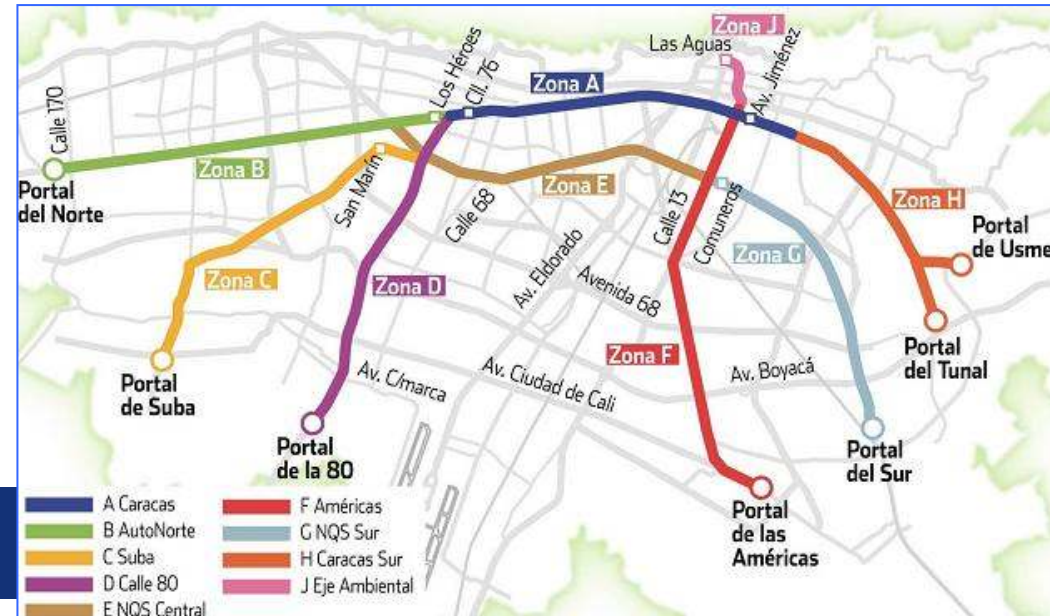 Zona J
Las Aguas
Av. Jiménez
Los Héroes
Cll. 76
Zona A
Calle 170
Zona B
Portal
del Norte
San Marín
Calle 68
Zona E
Calle 13
Comuneros
Zona H
Portal
de Usme
Zona C
Zona D
Av. Eldorado
Avenida 68
Zona G
Portal
de Suba
Av. C/marca
Av. Ciudad de Cali
Zona F
Av. Boyacá
Portal
del Tunal
Portal
de la 80
Portal
del Sur
Portal
de las
Américas
A Caracas
B AutoNorte
C Suba
D Calle 80
E NQS Central
F Américas
G NQS Sur
H Caracas Sur
J Eje Ambiental